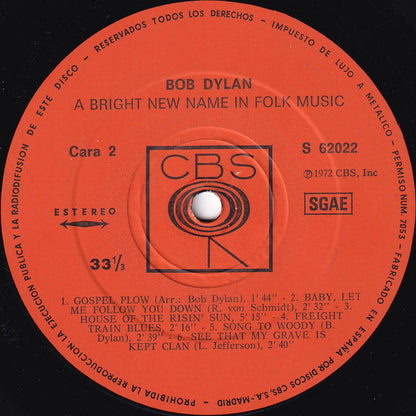 RESERVADOS TODOS LOS DERECHOS - IMPUESTO DE LUJO A METALICO - PERMISO NUM. 7053 - FABRICADO EN ESPAÑA POR DISCOS CBS, S.A. - MADRID - PROHIBIDA LA REPRODUCCION LA EJECUCION PUBLICA Y LA RADIODIFUSION DE ESTE DISCO -
BOB DYLAN
A BRIGHT NEW NAME IN FOLK MUSIC
Cara 2
CBS
S 62022
℗1972 CBS, Inc
ESTEREO
SGAE
33 1/3
1. GOSPEL PLOW (Arr.: Bob Dylan), 1' 44" - 2. BABY, LET
ME FOLLOW YOU DOWN (R. von Schmidt), 2' 32" - 3.
HOUSE OF THE RISIN' SUN, 5' 15" - 4. FREIGHT
TRAIN BLUES, 2' 16" - 5. SONG TO WOODY (B.
Dylan), 2' 39" - 6. SEE THAT MY GRAVE IS
KEPT CLAN (L. Jefferson), 2' 40"